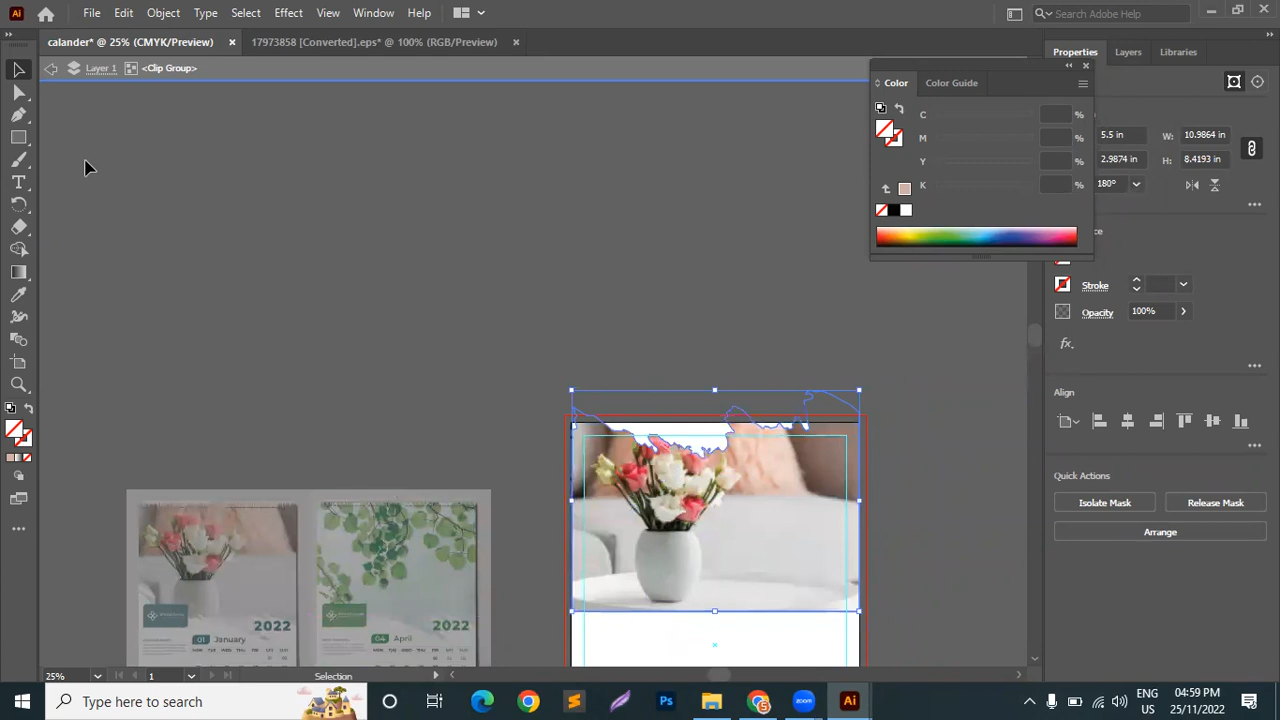 Ai File Edit Object Type Select Effect View Window Help Search Adobe Help
calander* @ 25% (CMYK/Preview) × 17973858 [Converted].eps* @ 100% (RGB/Preview) ×
Layer 1 <Clip Group>
Properties Layers Libraries
Color Color Guide
C %
M %
Y %
K %
5.5 in W: 10.9864 in
2.9874 in H: 8.4193 in
180°
Stroke
Opacity 100%
fx.
Align
Quick Actions
Isolate Mask Release Mask
Arrange
2022 2022
01 January 04 April
25% 1 Selection
Type here to search Ps Ai ENG 04:59 PM
US 25/11/2022